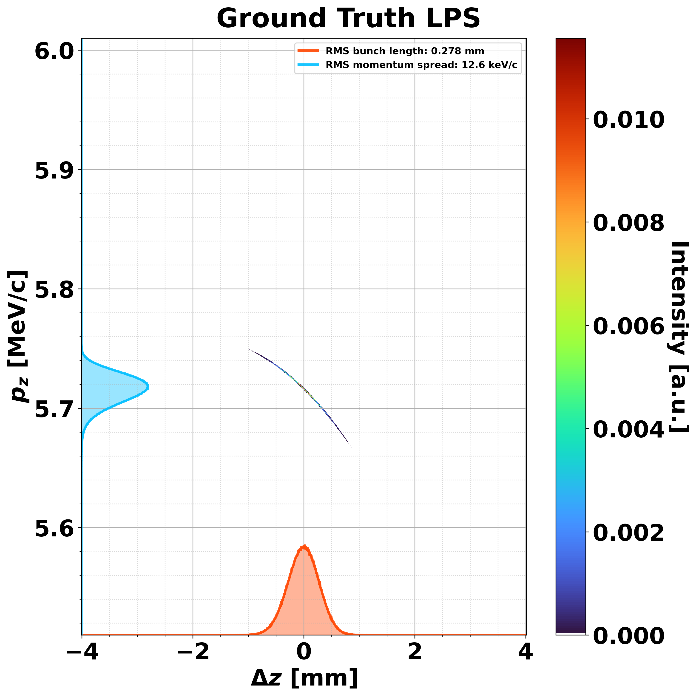 Ground Truth LPS
RMS bunch length: 0.278 mm
RMS momentum spread: 12.6 keV/c
6.0
5.9
5.8
5.7
5.6
p_z [MeV/c]
−4
−2
0
2
4
Δz [mm]
0.010
0.008
0.006
0.004
0.002
0.000
Intensity [a.u.]